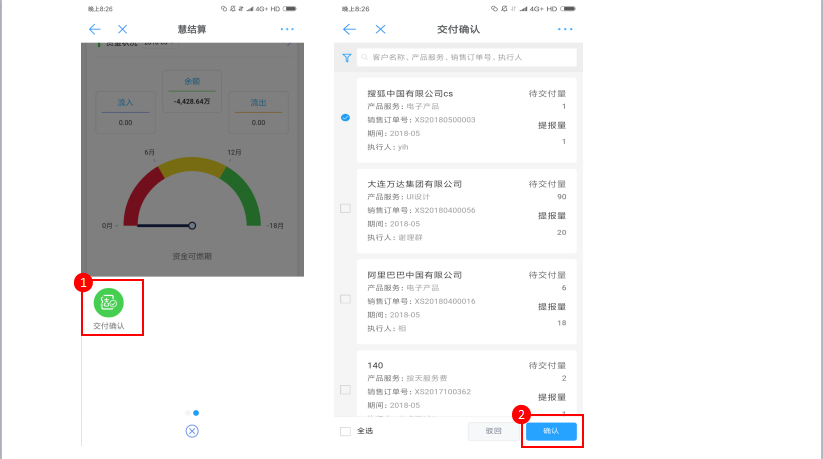 晚上8:26
4G+ HD
慧结算
资金状况 2018-05
余额
-4,428.64万
流入
0.00
流出
0.00
6月
12月
0月
-18月
资金可燃期
1
交付确认
晚上8:26
4G+ HD
交付确认
客户名称、产品服务、销售订单号、执行人
搜狐中国有限公司cs
待交付量
产品服务：电子产品
1
销售订单号：XS20180500003
提报量
期间：2018-05
1
执行人：yih
大连万达集团有限公司
待交付量
产品服务：UI设计
90
销售订单号：XS20180400056
提报量
期间：2018-05
20
执行人：谢理群
阿里巴巴中国有限公司
待交付量
产品服务：电子产品
6
销售订单号：XS20180400016
提报量
期间：2018-05
18
执行人：
140
待交付量
产品服务：按天服务费
2
销售订单号：XS2017100362
提报量
期间：2018-05
1
2
全选
驳回
确认